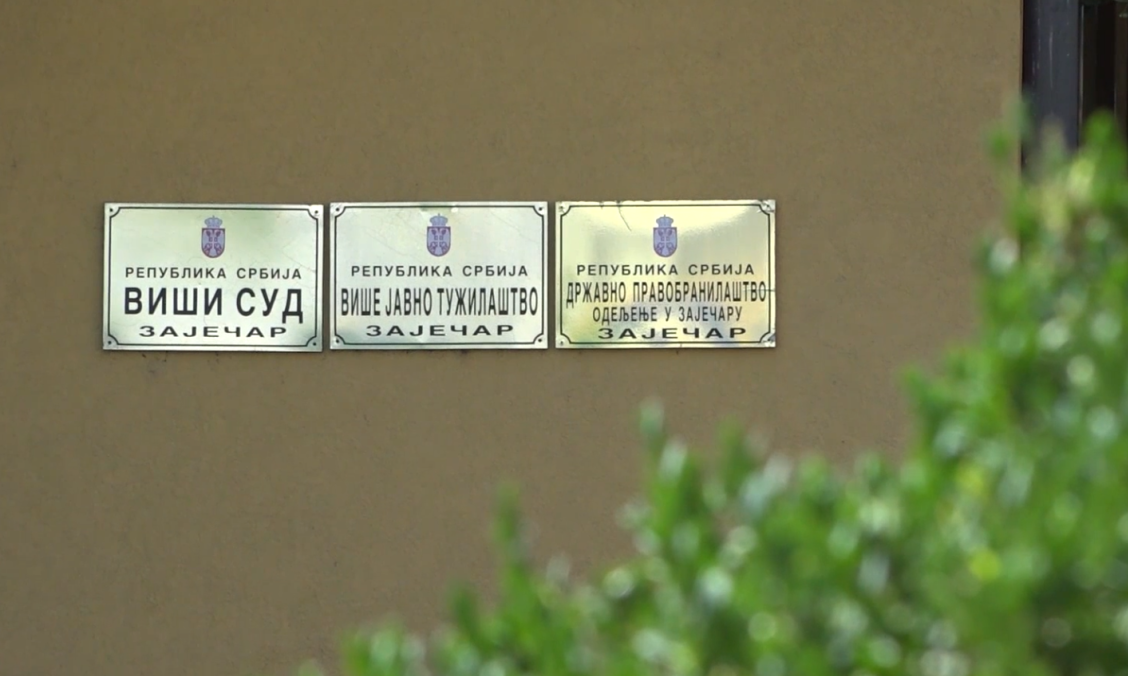 РЕПУБЛИКА СРБИЈА
ВИШИ СУД
ЗАЈЕЧАР
РЕПУБЛИКА СРБИЈА
ВИШЕ ЈАВНО ТУЖИЛАШТВО
ЗАЈЕЧАР
РЕПУБЛИКА СРБИЈА
ДРЖАВНО ПРАВОБРАНИЛАШТВО
ОДЕЉЕЊЕ У ЗАЈЕЧАРУ
ЗАЈЕЧАР